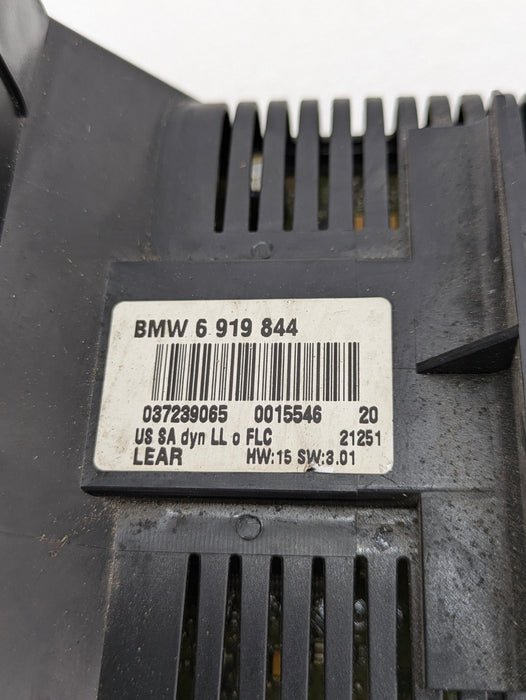 BMW 6 919 844
037239065 0015546 20
US SA dyn LL o FLC 21251
LEAR HW:15 SW:3.01